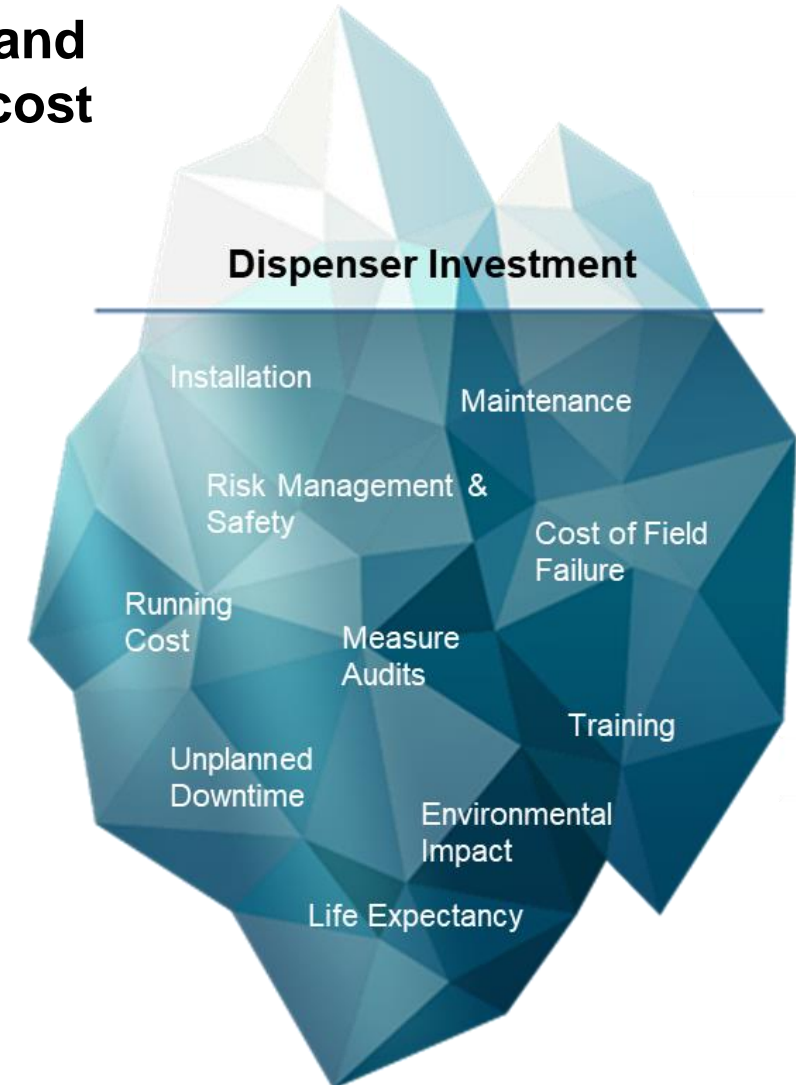 and
cost
Dispenser Investment
Installation
Maintenance
Risk Management &
Safety
Cost of Field
Failure
Running
Cost
Measure
Audits
Training
Unplanned
Downtime
Environmental
Impact
Life Expectancy